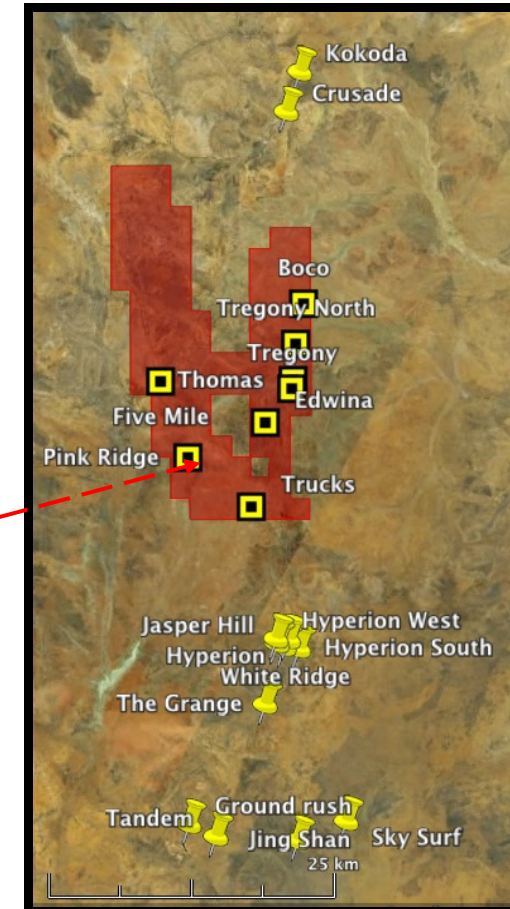 Kokoda
Crusade
Boco
Tregony North
Tregony
Thomas
Edwina
Five Mile
Pink Ridge
Trucks
Jasper Hill
Hyperion West
Hyperion
Hyperion South
White Ridge
The Grange
Tandem
Ground rush
Jing Shan
Sky Surf
25 km